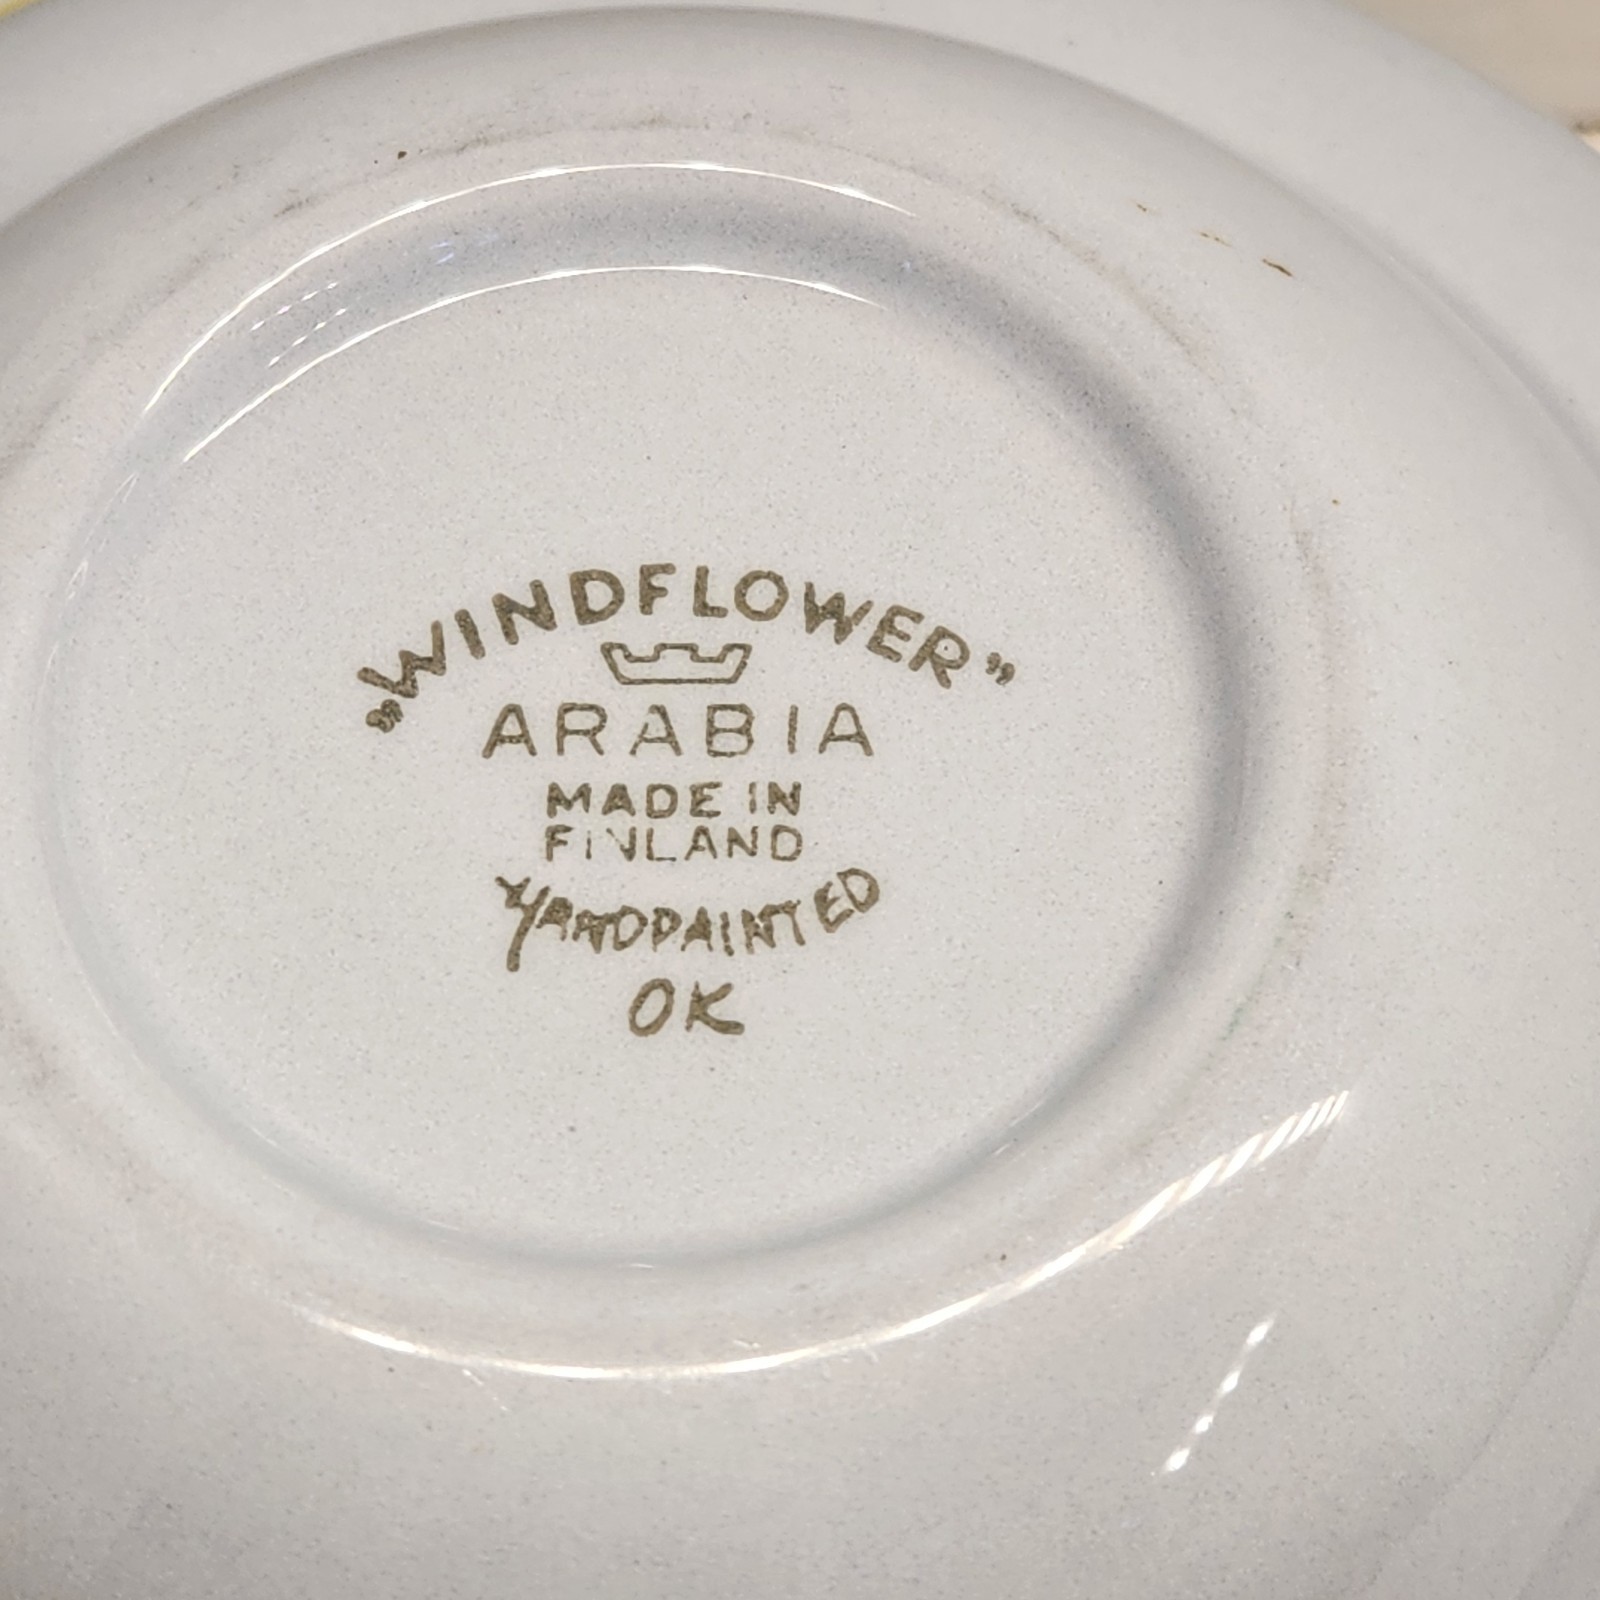 "WINDFLOWER"
ARABIA
MADE IN
FINLAND
HANDPAINTED
OK